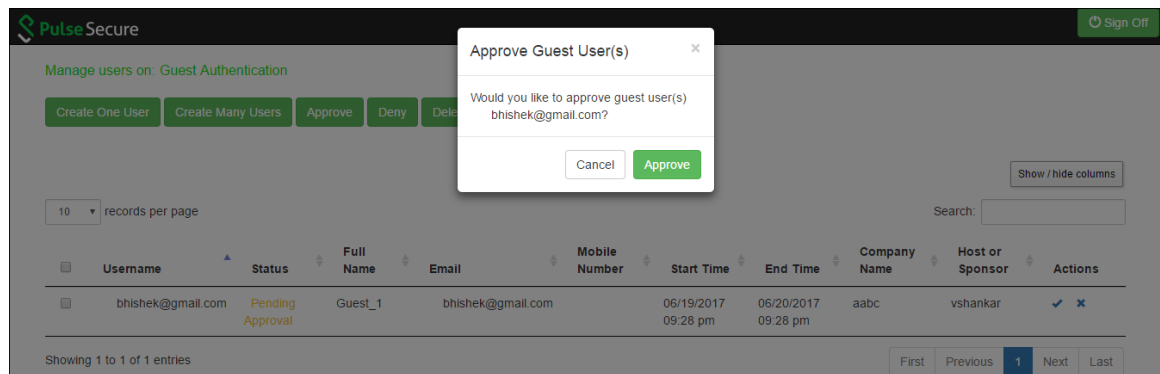 Pulse Secure
Sign Off
Approve Guest User(s)
×
Manage users on: Guest Authentication
Would you like to approve guest user(s)
bhishek@gmail.com?
Create One User
Create Many Users
Approve
Deny
Dele
Cancel
Approve
Show / hide columns
10 records per page
Search:
Username Status Full Name Email Mobile Number Start Time End Time Company Name Host or Sponsor Actions
bhishek@gmail.com Pending Approval Guest_1 bhishek@gmail.com 06/19/2017 09:28 pm 06/20/2017 09:28 pm aabc vshankar
Showing 1 to 1 of 1 entries
First Previous 1 Next Last